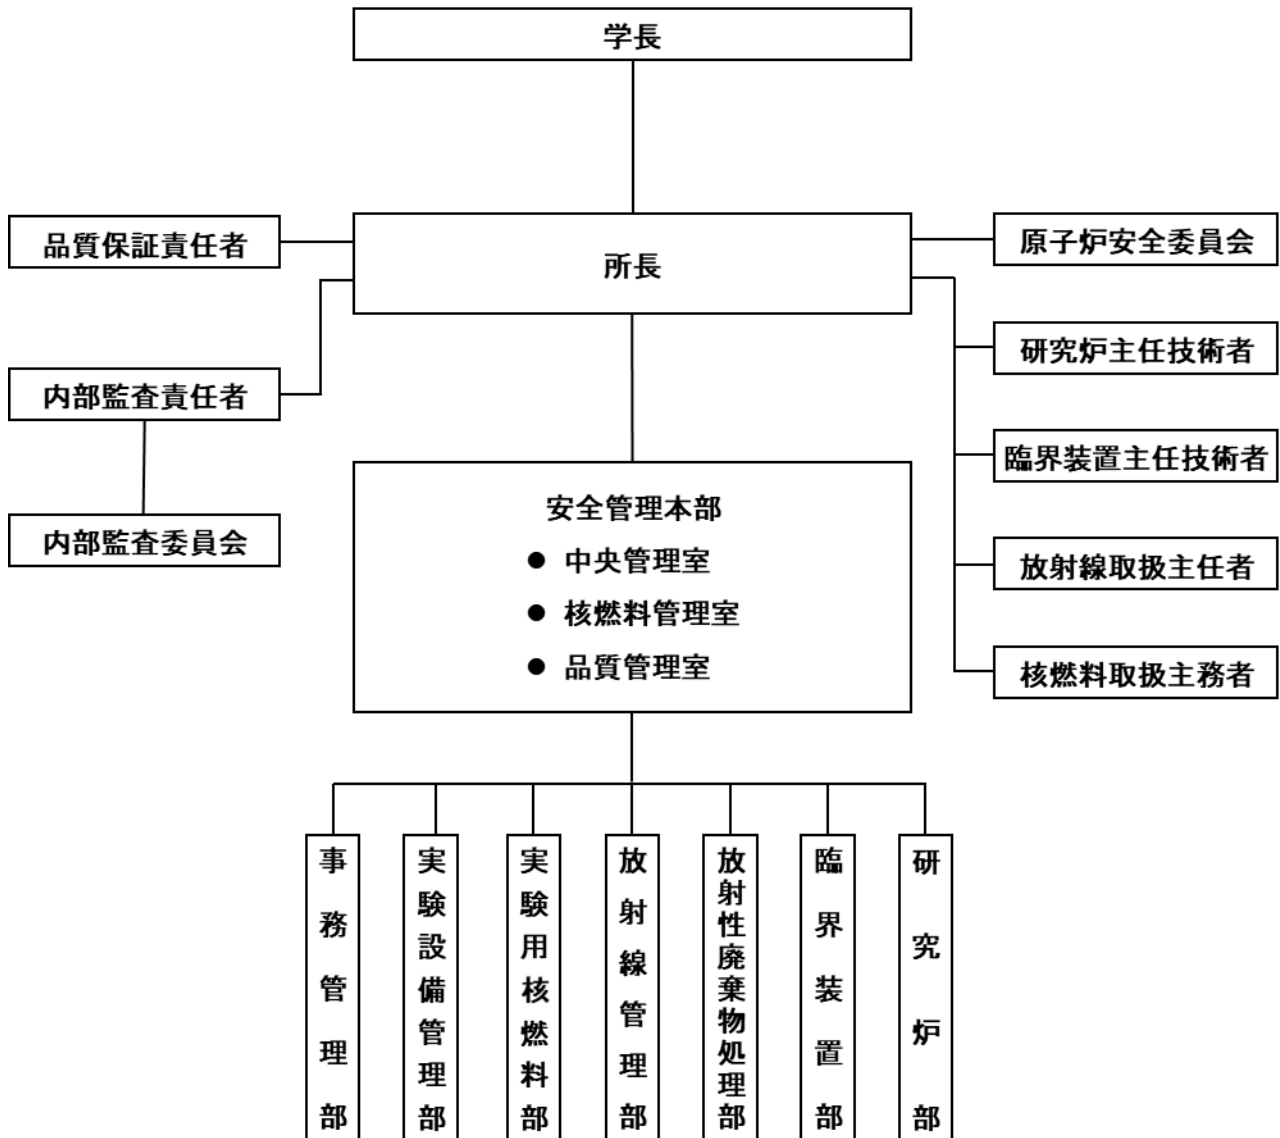 学長
品質保証責任者
所長
原子炉安全委員会
研究炉主任技術者
内部監査責任者
臨界装置主任技術者
内部監査委員会
安全管理本部
● 中央管理室
● 核燃料管理室
● 品質管理室
放射線取扱主任者
核燃料取扱主務者
事務管理部
実験設備管理部
実験用核燃料部
放射線管理部
放射性廃棄物処理部
臨界装置部
研究炉部